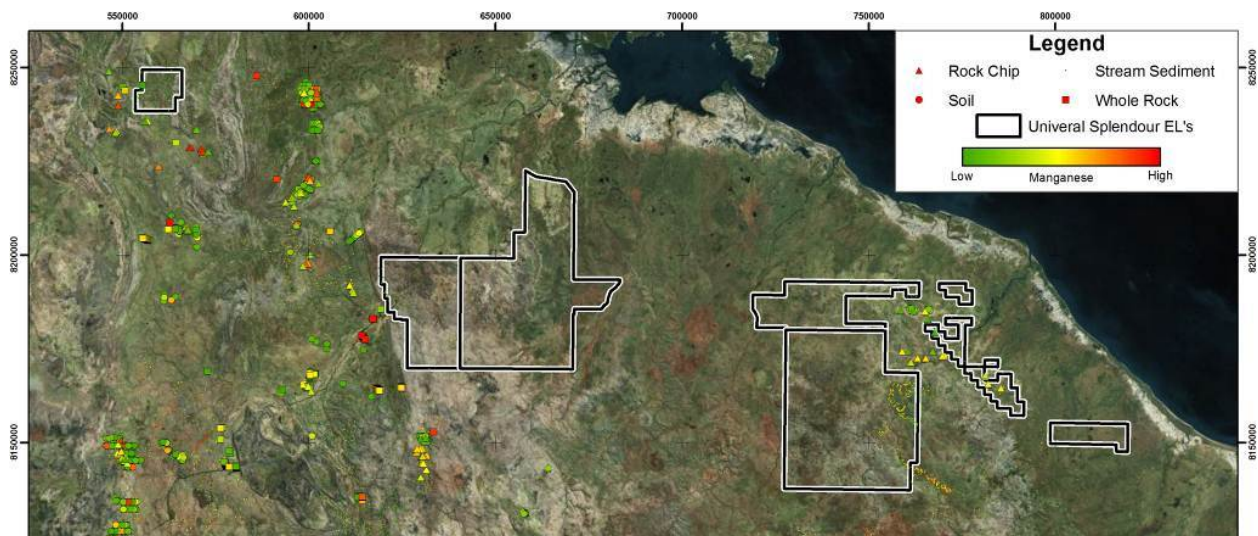 550000 600000 650000 700000 750000 800000
8250000 8250000
8200000 8200000
8150000 8150000
Legend
Rock Chip Stream Sediment
Soil Whole Rock
Univeral Splendour EL's
Low Manganese High